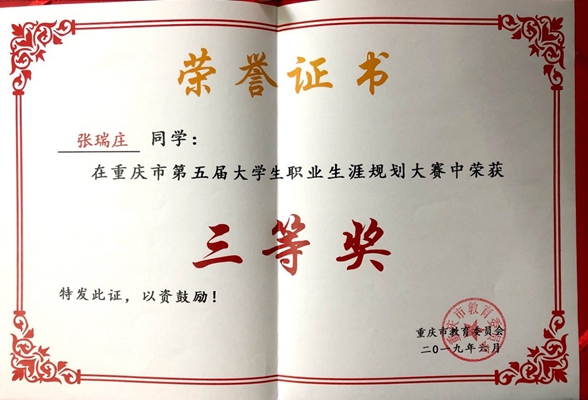 荣誉证书
张瑞庄 同学：
在重庆市第五届大学生职业生涯规划大赛中荣获
三等奖
特发此证，以资鼓励！
重庆市教育委员会
二〇一九年 月